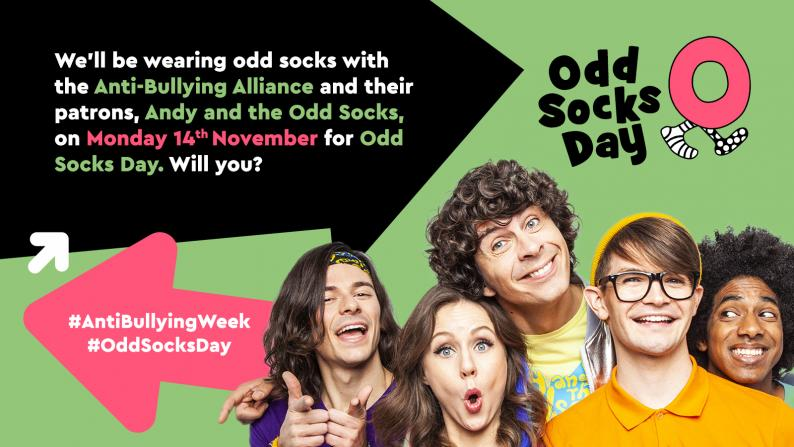 We'll be wearing odd socks with
the Anti-Bullying Alliance and their
patrons, Andy and the Odd Socks,
on Monday 14th November for Odd
Socks Day. Will you?
Odd
Socks
Day
#AntiBullyingWeek
#OddSocksDay